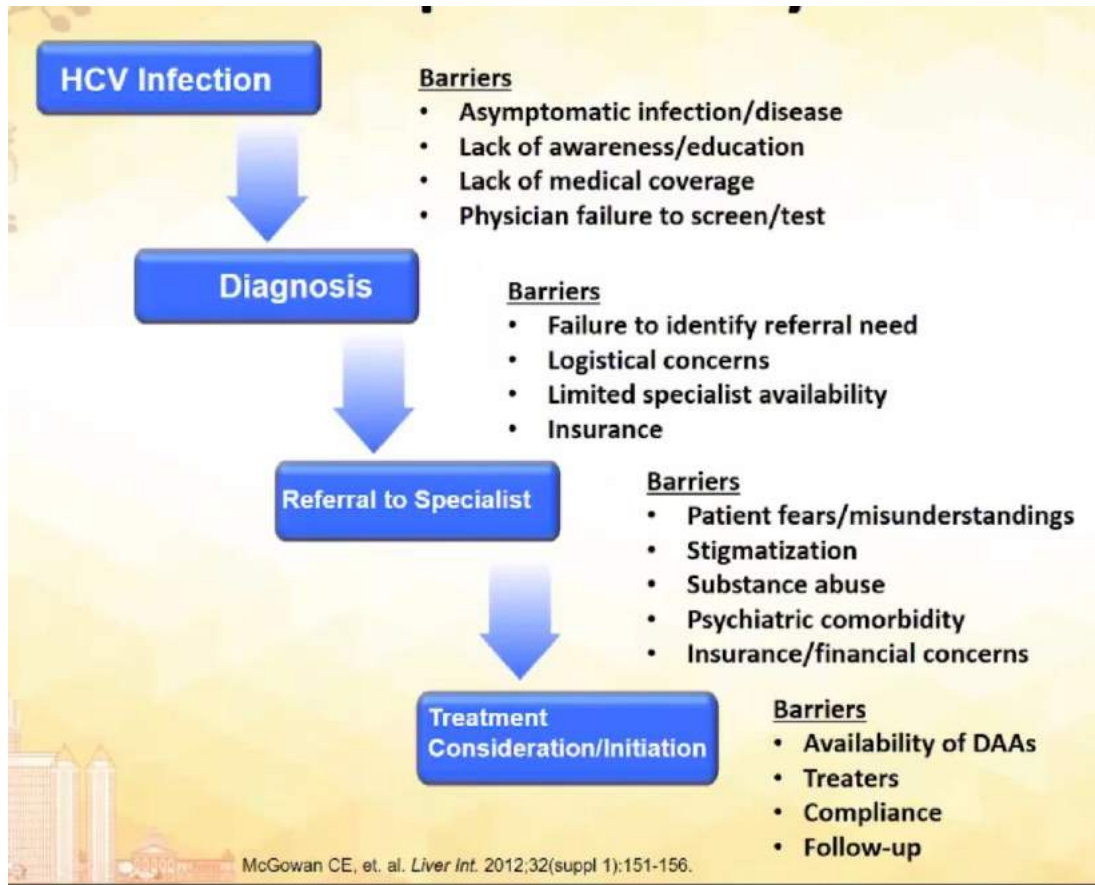 HCV Infection
Barriers
• Asymptomatic infection/disease
• Lack of awareness/education
• Lack of medical coverage
• Physician failure to screen/test
Diagnosis
Barriers
• Failure to identify referral need
• Logistical concerns
• Limited specialist availability
• Insurance
Referral to Specialist
Barriers
• Patient fears/misunderstandings
• Stigmatization
• Substance abuse
• Psychiatric comorbidity
• Insurance/financial concerns
Treatment
Consideration/Initiation
Barriers
• Availability of DAAs
• Treaters
• Compliance
• Follow-up
McGowan CE, et. al. Liver Int. 2012;32(suppl 1):151-156.